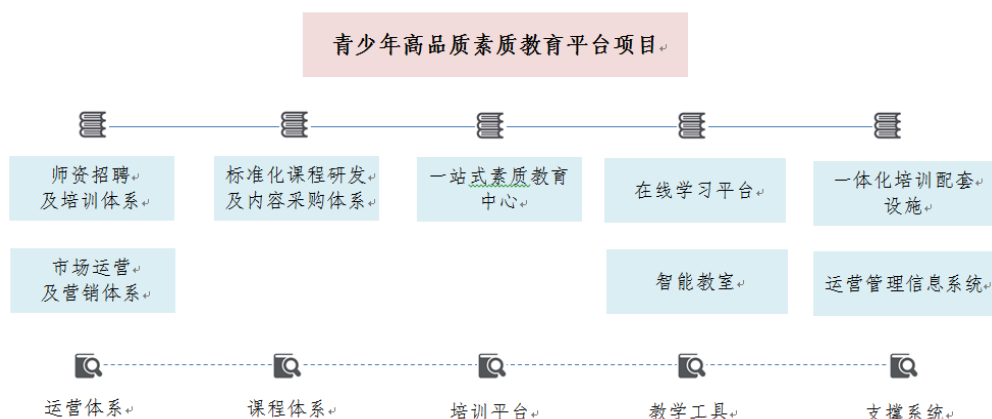 青少年高品质素质教育平台项目
师资招聘
及培训体系
标准化课程研发
及内容采购体系
一站式素质教育
中心
在线学习平台
一体化培训配套
设施
市场运营
及营销体系
智能教室
运营管理信息系统
运营体系
课程体系
培训平台
教学工具
支撑系统